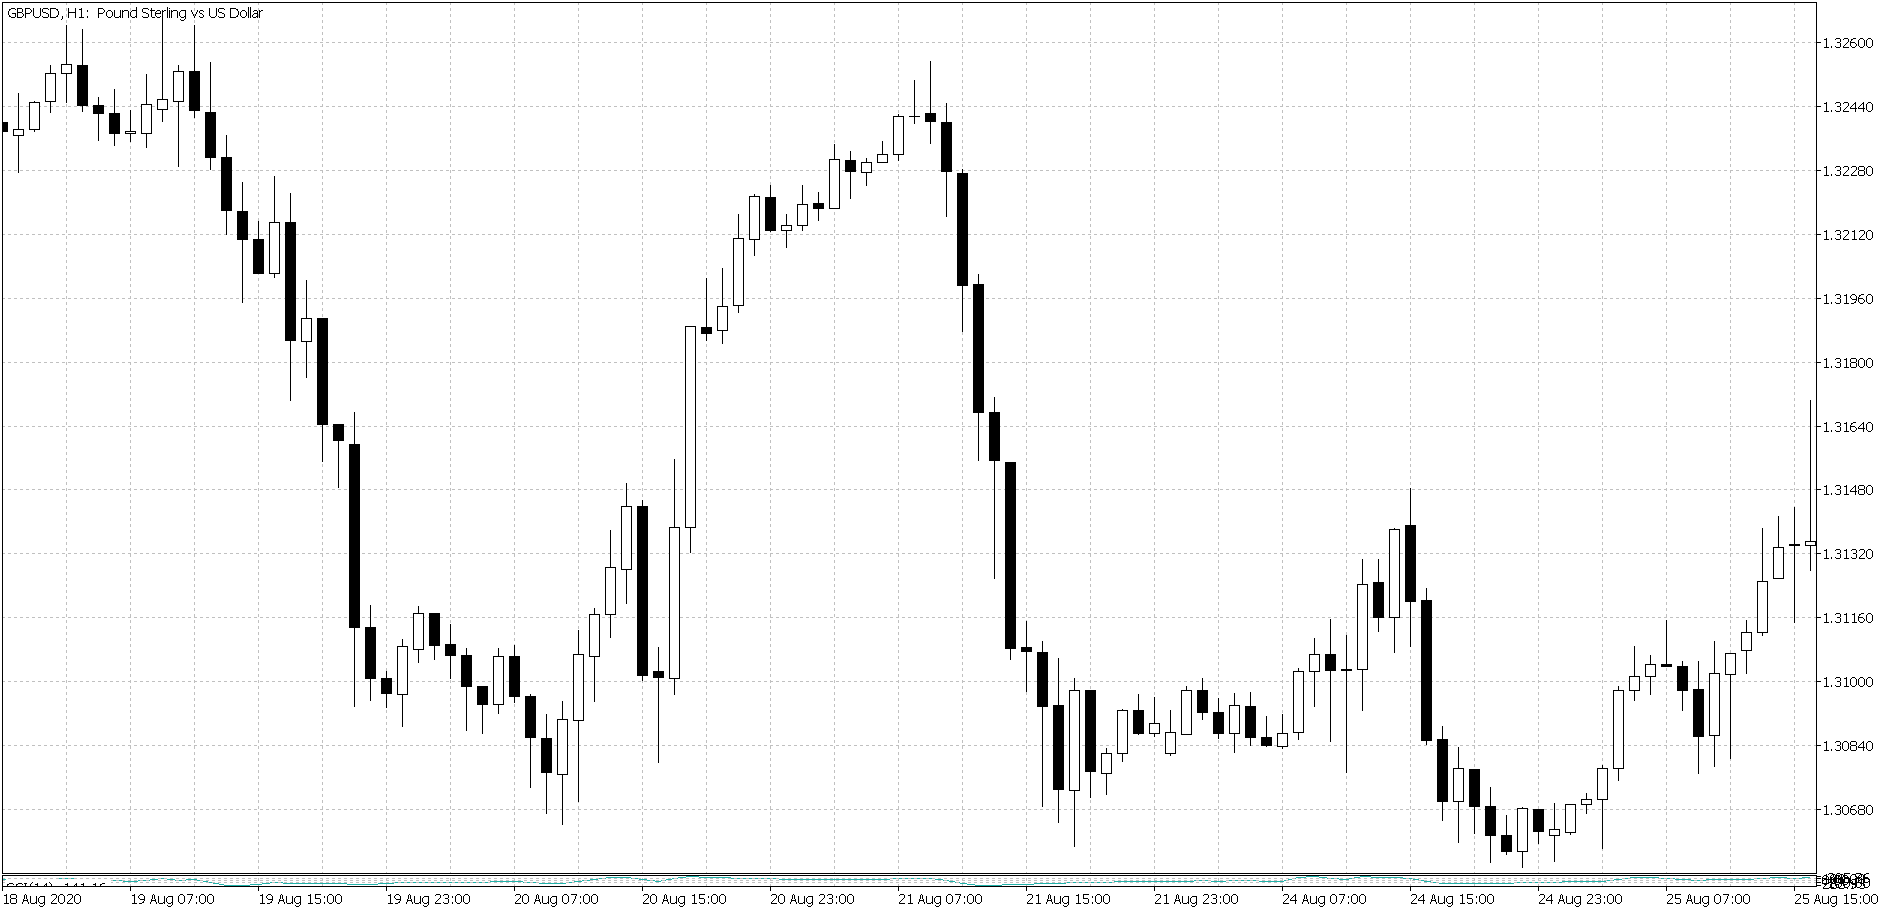 GBPUSD, H1:  Pound Sterling vs US Dollar
1.32600
1.32440
1.32280
1.32120
1.31960
1.31800
1.31640
1.31480
1.31320
1.31160
1.31000
1.30840
1.30680
18 Aug 2020
19 Aug 07:00
19 Aug 15:00
19 Aug 23:00
20 Aug 07:00
20 Aug 15:00
20 Aug 23:00
21 Aug 07:00
21 Aug 15:00
21 Aug 23:00
24 Aug 07:00
24 Aug 15:00
24 Aug 23:00
25 Aug 07:00
25 Aug 15:00